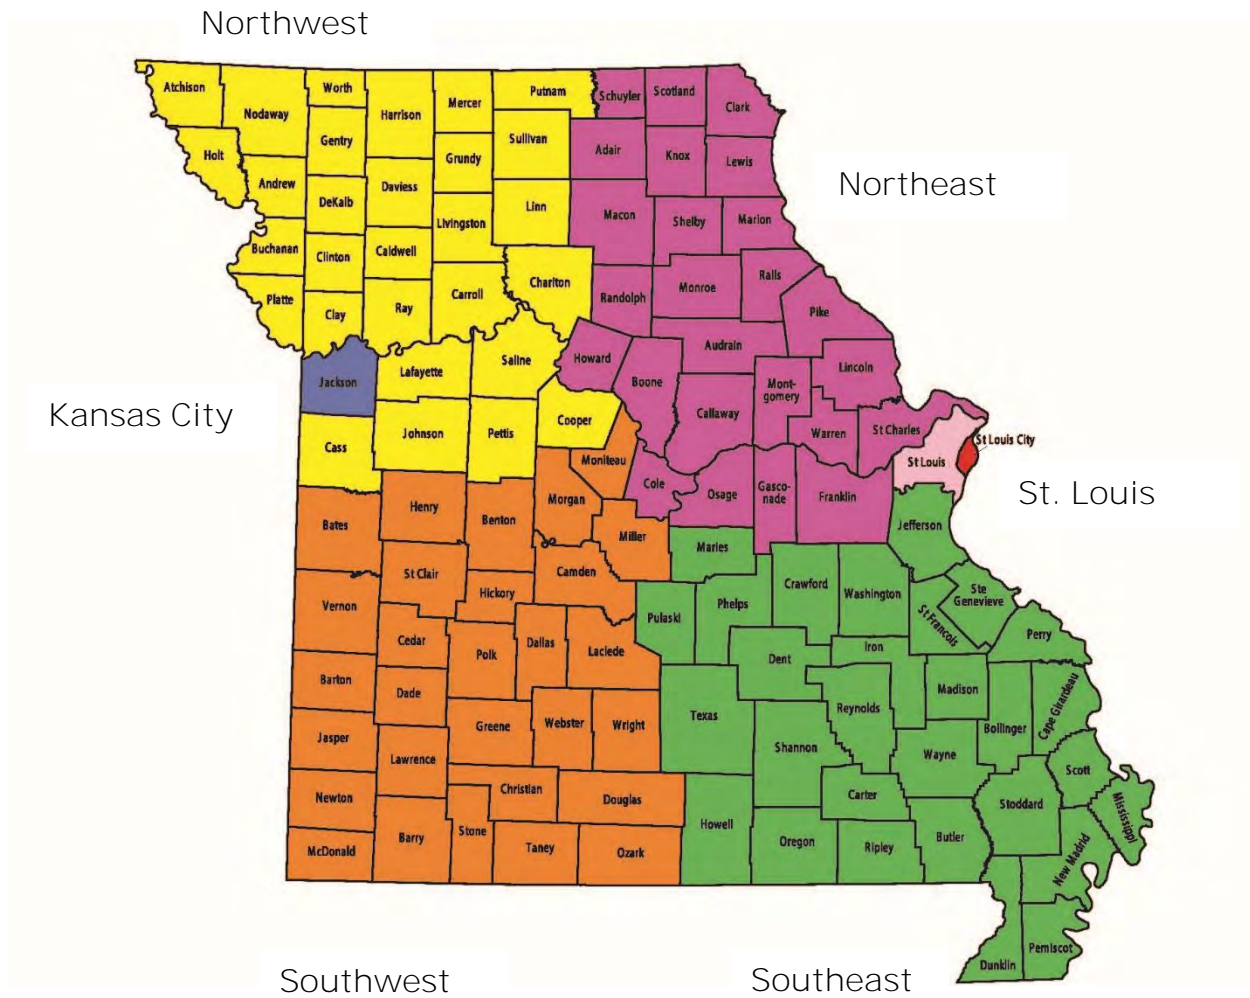 Northwest
Atchison
Nodaway
Worth
Harrison
Mercer
Putnam
Schuyler
Scotland
Clark
Holt
Gentry
Sullivan
Grundy
Adair
Knox
Lewis
Northeast
Andrew
DeKalb
Daviess
Livingston
Linn
Macon
Shelby
Marion
Buchanan
Clinton
Caldwell
Platte
Clay
Ray
Carroll
Chariton
Randolph
Monroe
Ralls
Pike
Jackson
Lafayette
Saline
Howard
Boone
Audrain
Lincoln
Kansas City
Cass
Johnson
Pettis
Cooper
Callaway
Mont-
gomery
Warren
St Charles
St Louis
St Louis City
St. Louis
Moniteau
Cole
Osage
Gasco-
nade
Franklin
Bates
Henry
Benton
Morgan
Miller
Maries
Jefferson
Vernon
St Clair
Hickory
Camden
Pulaski
Phelps
Crawford
Washington
St Francois
Ste
Genevieve
Perry
Cedar
Polk
Dallas
Laclede
Dent
Iron
Barton
Dade
Greene
Webster
Wright
Texas
Shannon
Reynolds
Madison
Bollinger
Cape Girardeau
Jasper
Lawrence
Wayne
Scott
Newton
Christian
Douglas
Howell
Carter
Stoddard
Mississippi
McDonald
Barry
Stone
Taney
Ozark
Oregon
Ripley
Butler
New Madrid
Dunklin
Pemiscot
Southwest
Southeast